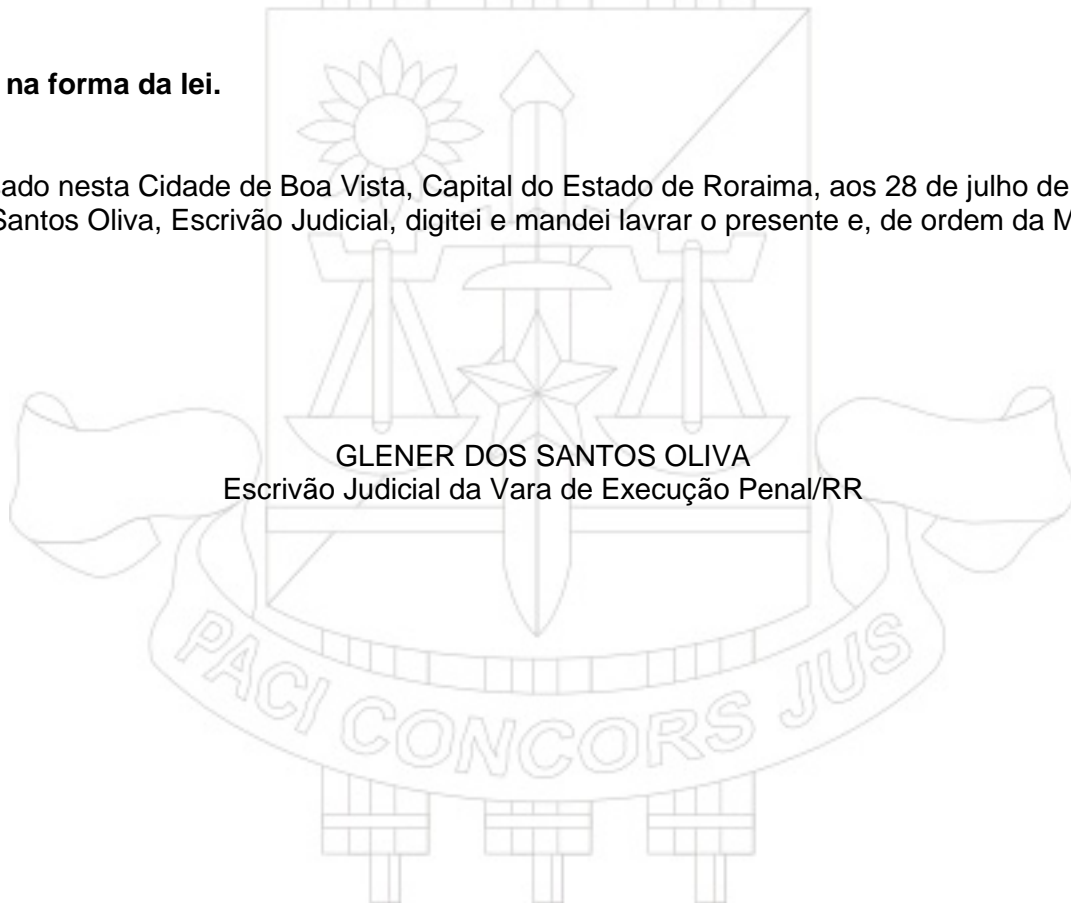 na forma da lei.
ado nesta Cidade de Boa Vista, Capital do Estado de Roraima, aos 28 de julho de
Santos Oliva, Escrivão Judicial, digitei e mandei lavrar o presente e, de ordem da M
GLENER DOS SANTOS OLIVA
Escrivão Judicial da Vara de Execução Penal/RR
PACI CONCORS JUS